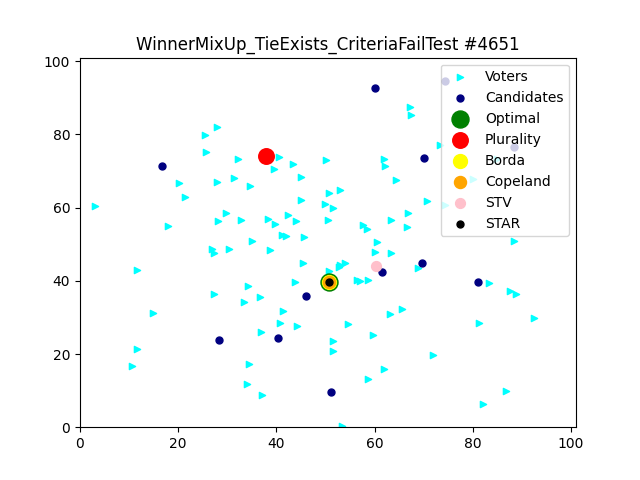 WinnerMixUp_TieExists_CriteriaFailTest #4651
100
80
60
40
20
0
0
20
40
60
80
100
Voters
Candidates
Optimal
Plurality
Borda
Copeland
STV
STAR